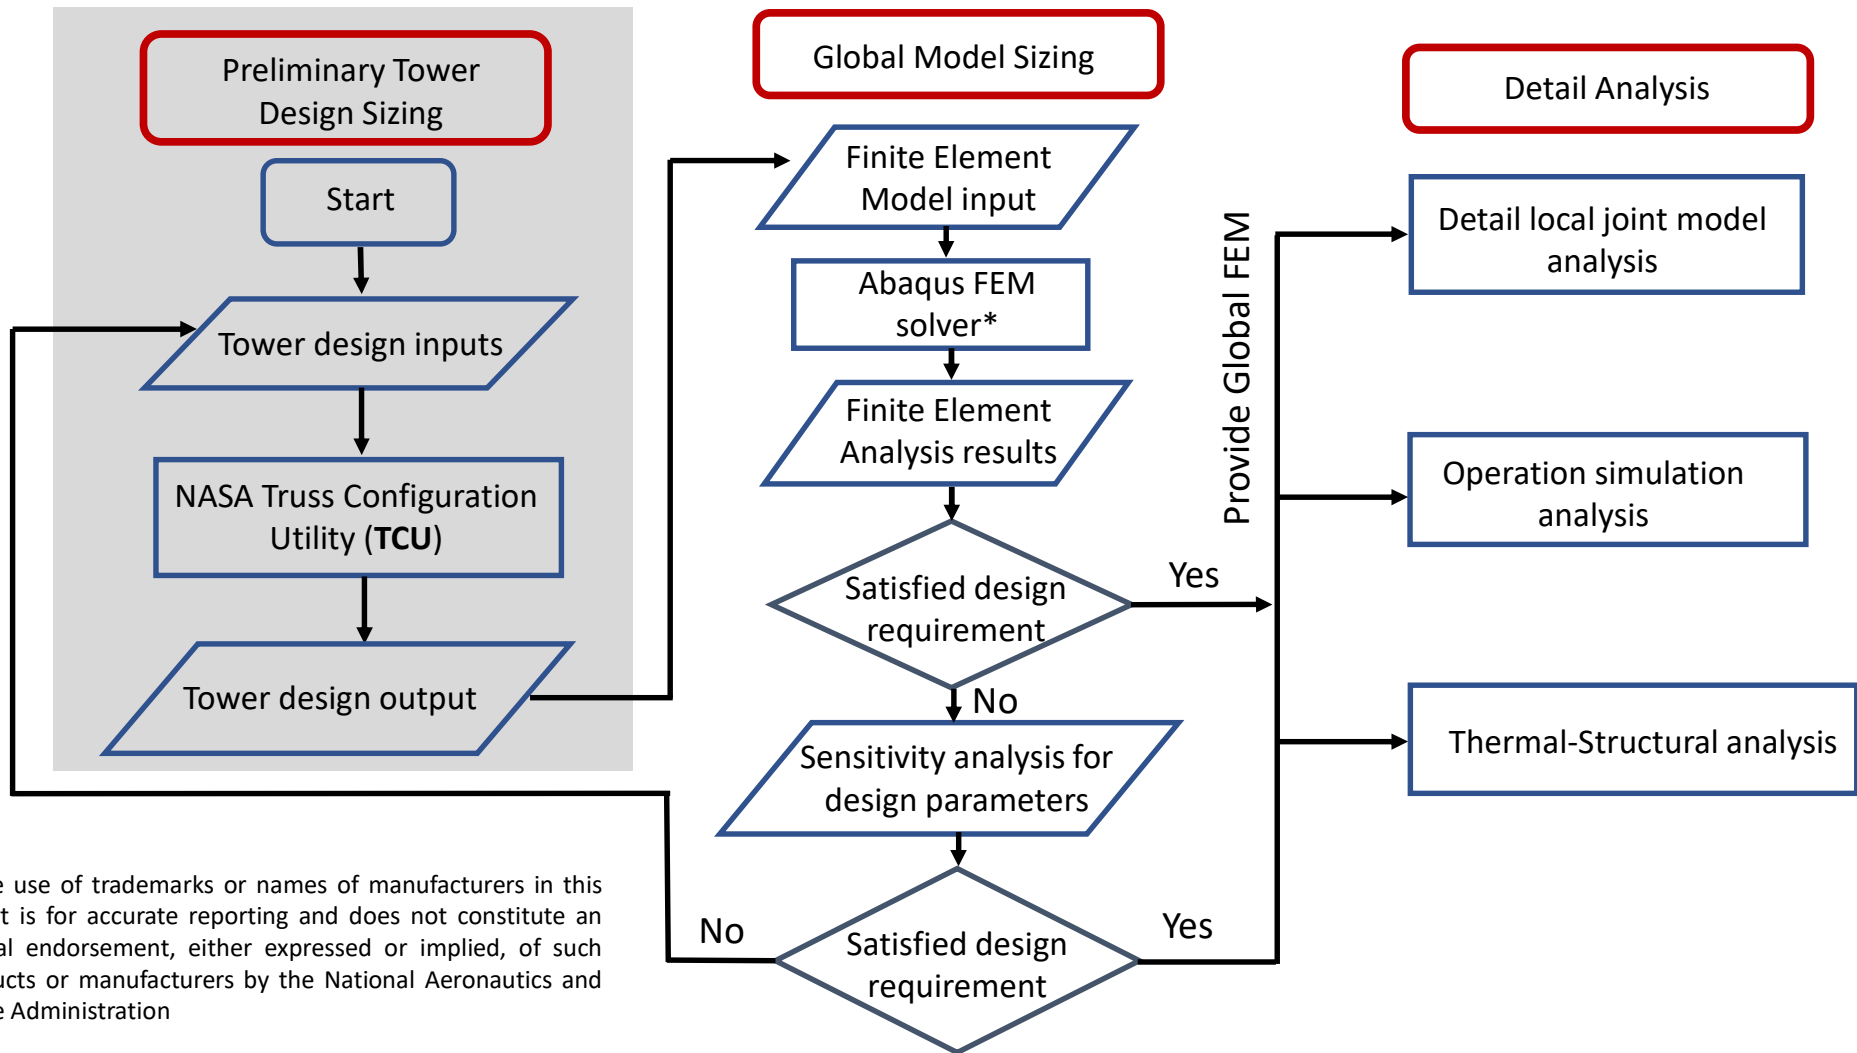 Preliminary Tower
Design Sizing
Start
Tower design inputs
NASA Truss Configuration
Utility (TCU)
Tower design output
Global Model Sizing
Finite Element
Model input
Abaqus FEM
solver*
Finite Element
Analysis results
Satisfied design
requirement
Yes
No
Sensitivity analysis for
design parameters
Satisfied design
requirement
No
Yes
Provide Global FEM
Detail Analysis
Detail local joint model
analysis
Operation simulation
analysis
Thermal-Structural analysis
use of trademarks or names of manufacturers in this
is for accurate reporting and does not constitute an
endorsement, either expressed or implied, of such
or manufacturers by the National Aeronautics and
Administration